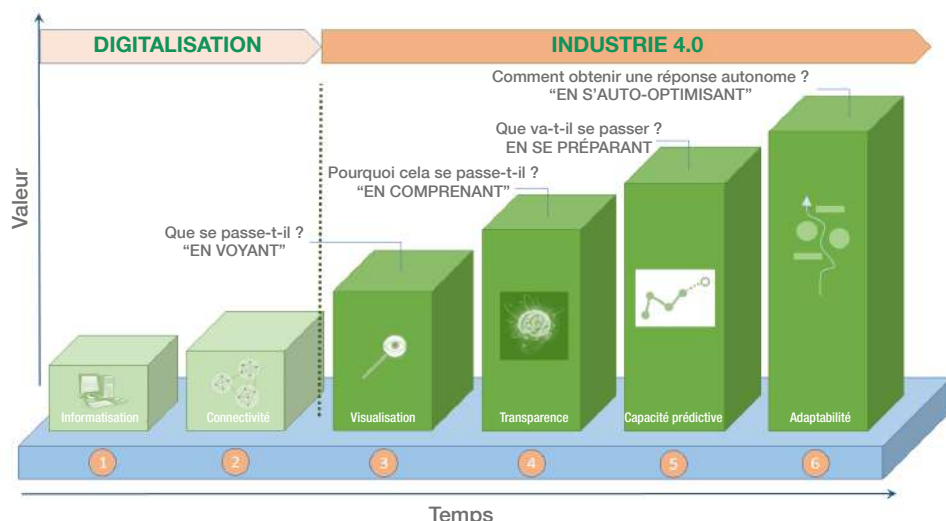 DIGITALISATION
INDUSTRIE 4.0
Comment obtenir une réponse autonome ?
“EN S’AUTO-OPTIMISANT”
Que va-t-il se passer ?
EN SE PRÉPARANT
Pourquoi cela se passe-t-il ?
“EN COMPRENANT”
Que se passe-t-il ?
“EN VOYANT”
Valeur
Informatisation
Connectivité
Visualisation
Transparence
Capacité prédictive
Adaptabilité
1
2
3
4
5
6
Temps